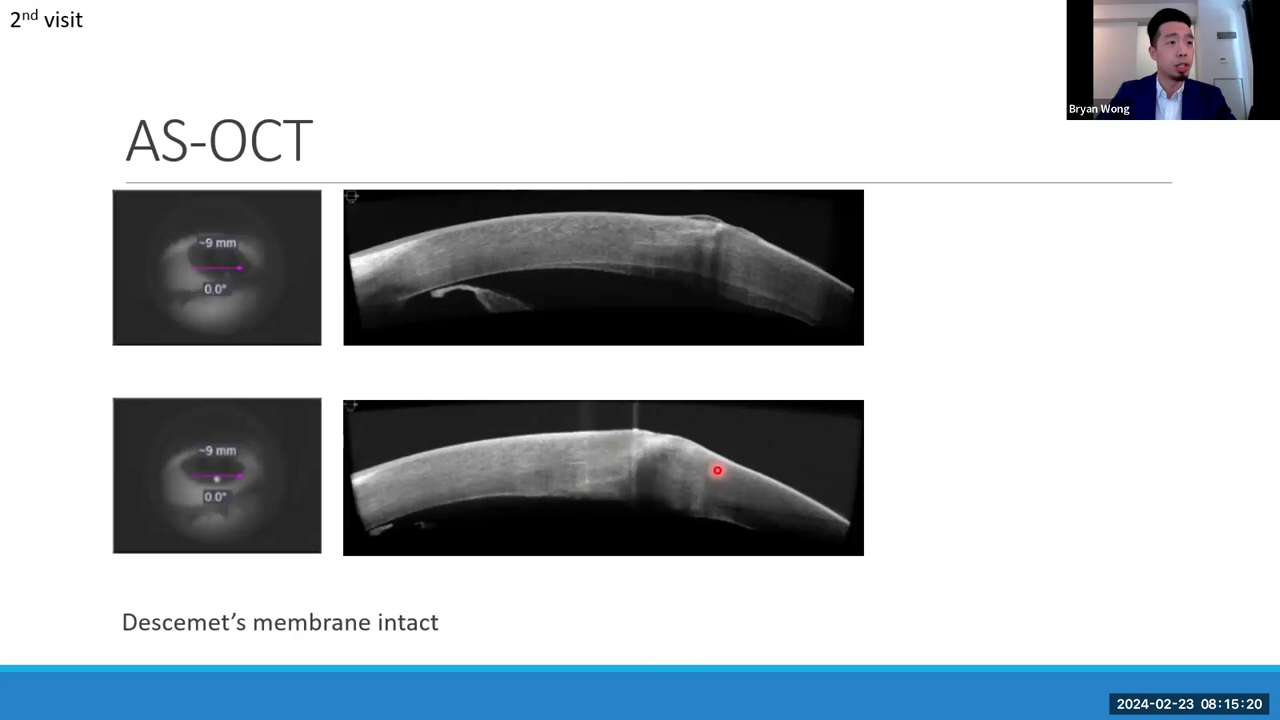 2nd visit
Bryan Wong
AS-OCT
~9 mm
0.0°
~9 mm
0.0°
Descemet’s membrane intact
2024-02-23 08:15:20